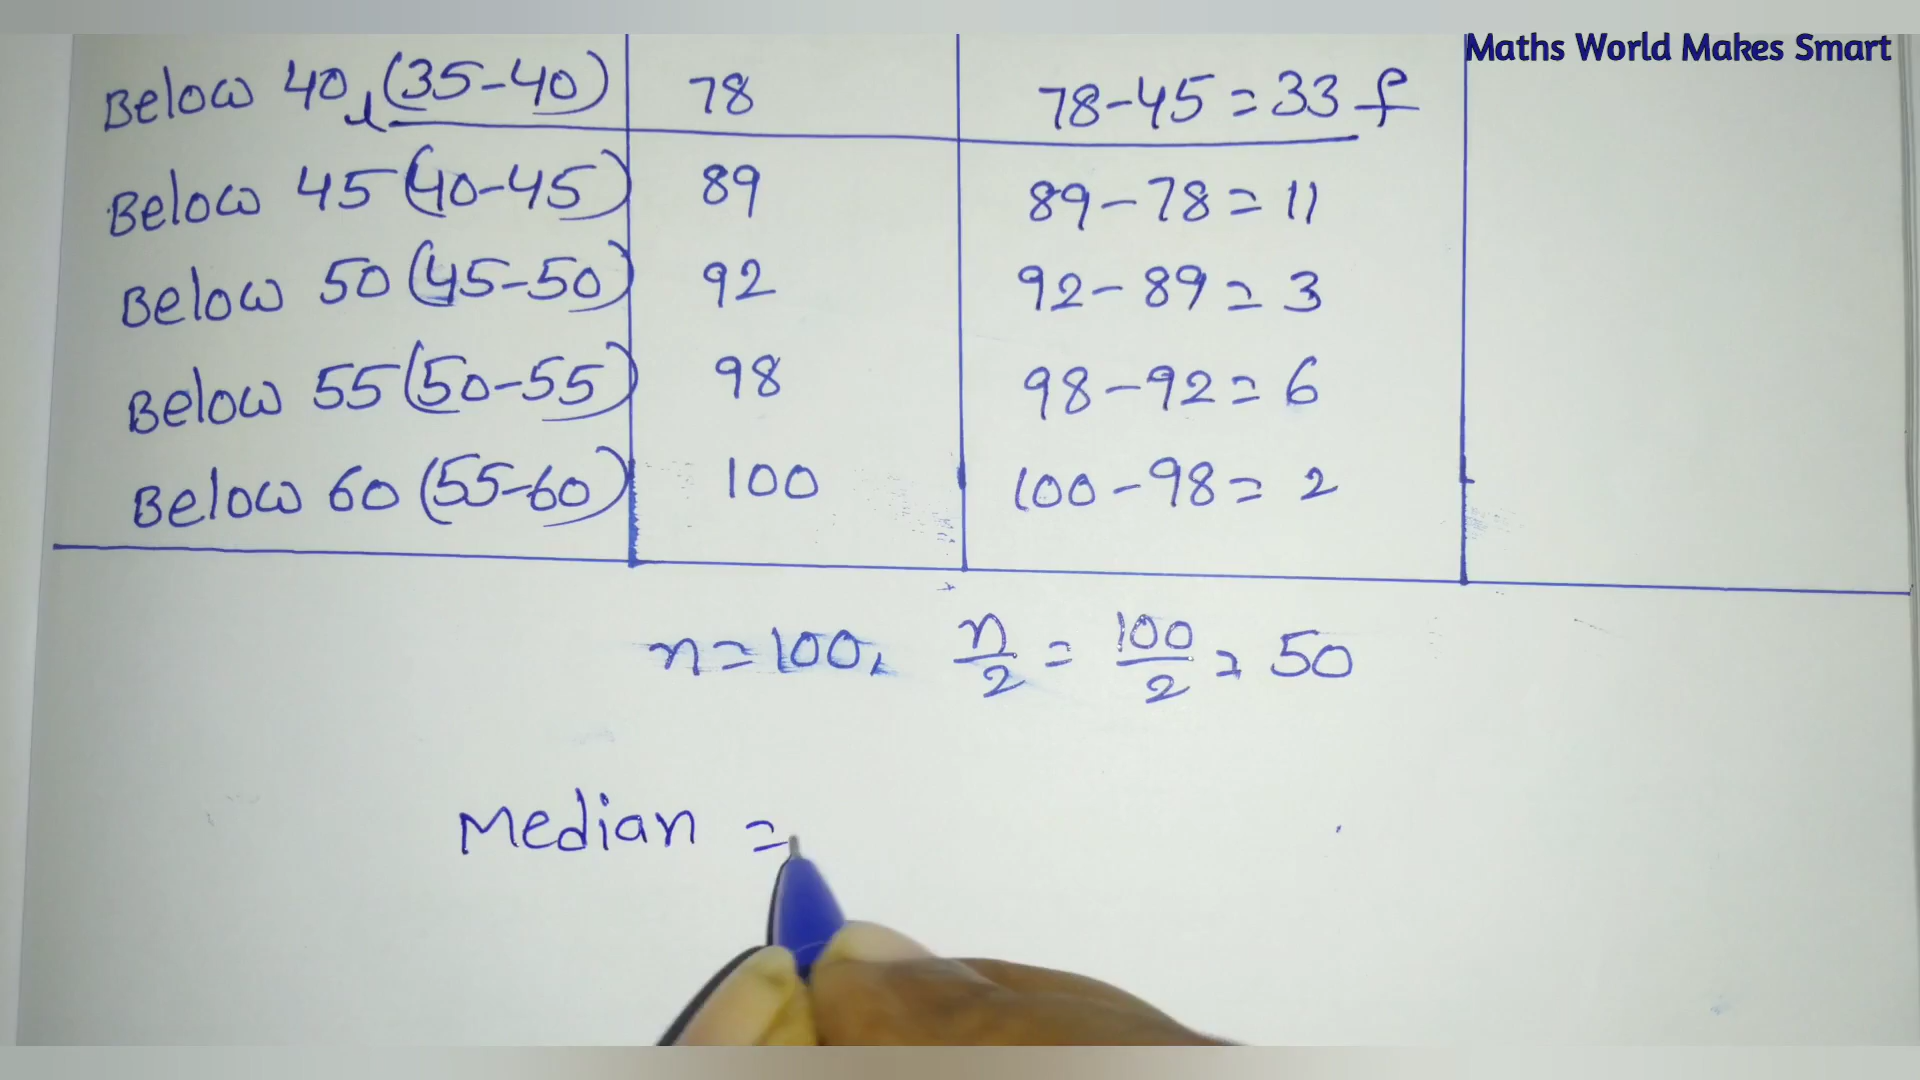 Maths World Makes Smart
Below 40 (35-40) 78 78-45=33 f
l
Below 45 (40-45) 89 89-78=11
Below 50 (45-50) 92 92-89=3
Below 55 (50-55) 98 98-92=6
Below 60 (55-60) 100 100-98=2
n=100, n/2 = 100/2 = 50
Median =